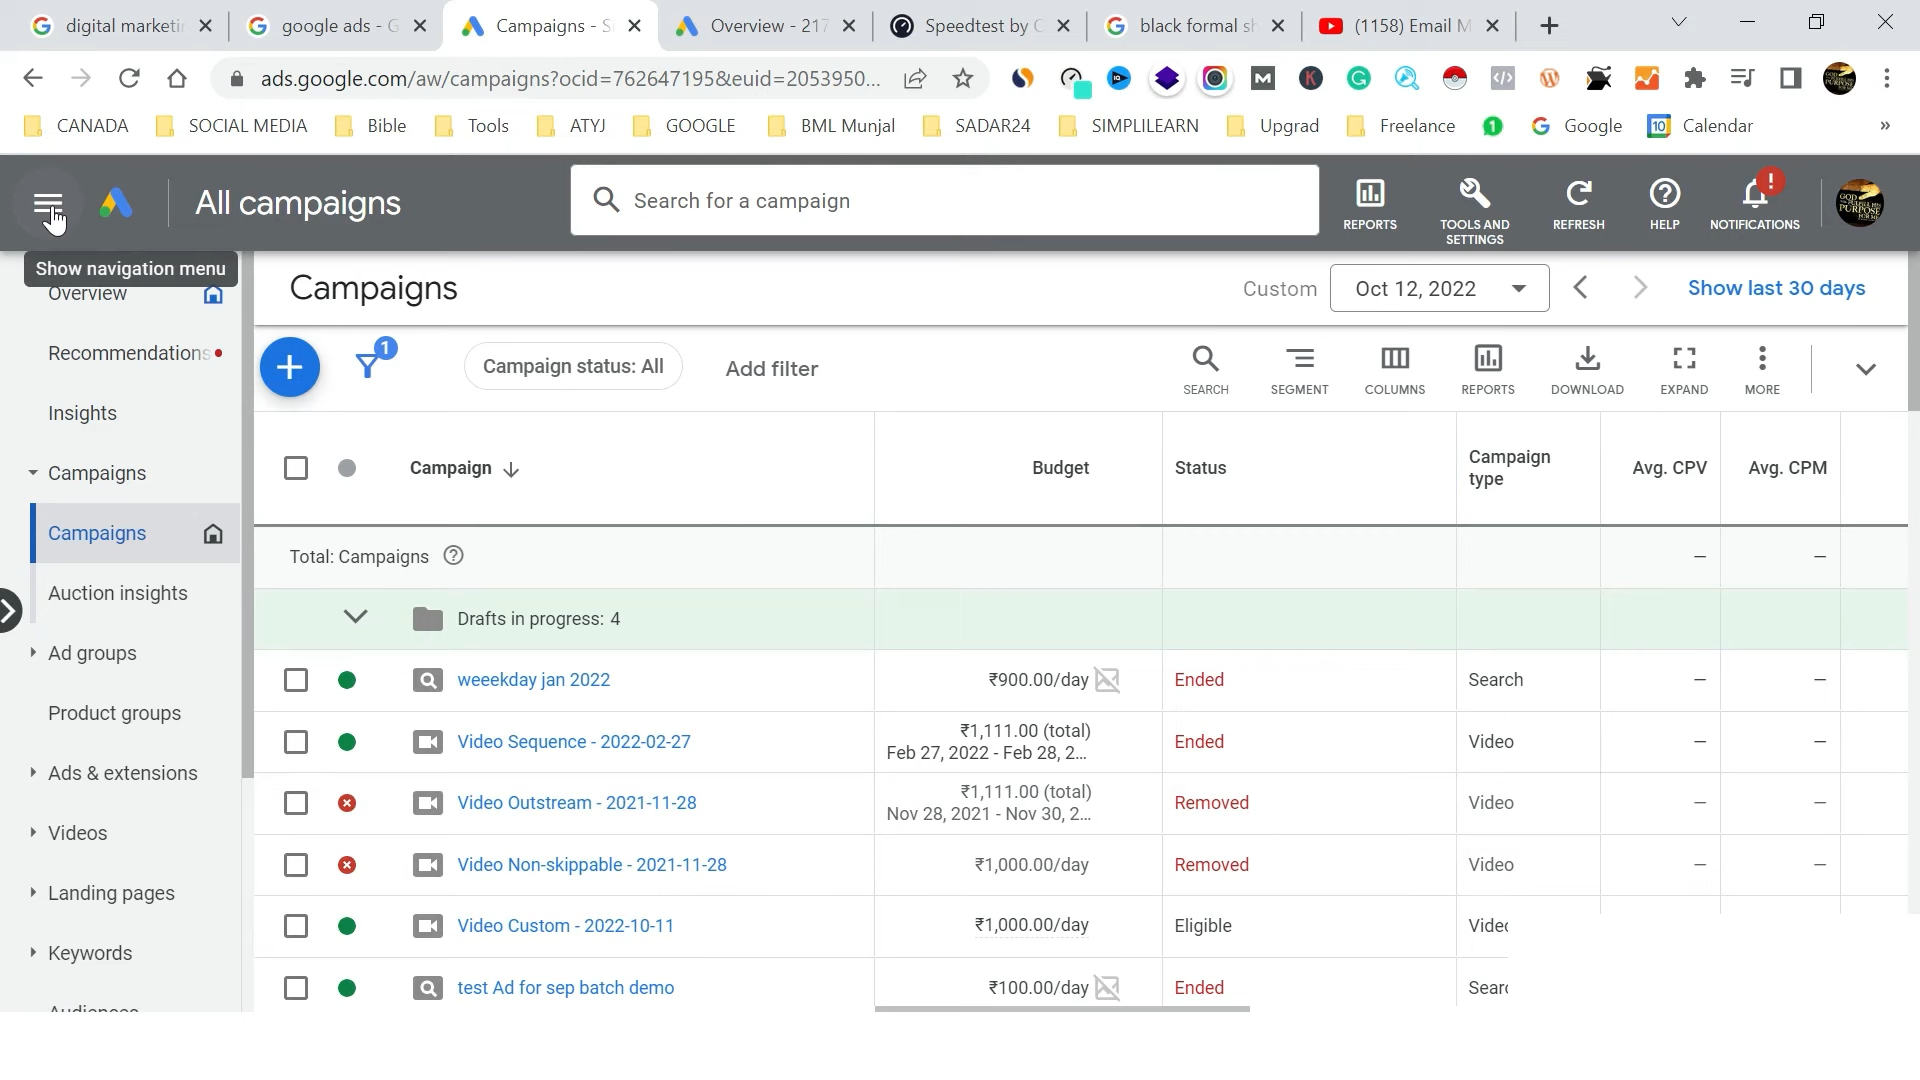 digital marketi
google ads - G
Campaigns - S
Overview - 217
Speedtest by O
black formal sh
(1158) Email M
ads.google.com/aw/campaigns?ocid=762647195&euid=2053950...
CANADA
SOCIAL MEDIA
Bible
Tools
ATYJ
GOOGLE
BML Munjal
SADAR24
SIMPLILEARN
Upgrad
Freelance
Google
10
Calendar
»
All campaigns
Search for a campaign
REPORTS
TOOLS AND
SETTINGS
REFRESH
HELP
!
NOTIFICATIONS
Show navigation menu
Overview
Recommendations
Insights
Campaigns
Campaigns
Auction insights
Ad groups
Product groups
Ads & extensions
Videos
Landing pages
Keywords
Audiences
Campaigns
Custom
Oct 12, 2022
Show last 30 days
1
Campaign status: All
Add filter
SEARCH
SEGMENT
COLUMNS
REPORTS
DOWNLOAD
EXPAND
MORE
Campaign
Budget
Status
Campaign
type
Avg. CPV
Avg. CPM
Total: Campaigns
—
—
Drafts in progress: 4
weeekday jan 2022
₹900.00/day
Ended
Search
—
—
Video Sequence - 2022-02-27
₹1,111.00 (total)
Feb 27, 2022 - Feb 28, 2...
Ended
Video
—
—
Video Outstream - 2021-11-28
₹1,111.00 (total)
Nov 28, 2021 - Nov 30, 2...
Removed
Video
—
—
Video Non-skippable - 2021-11-28
₹1,000.00/day
Removed
Video
—
—
Video Custom - 2022-10-11
₹1,000.00/day
Eligible
Video
test Ad for sep batch demo
₹100.00/day
Ended
Searc